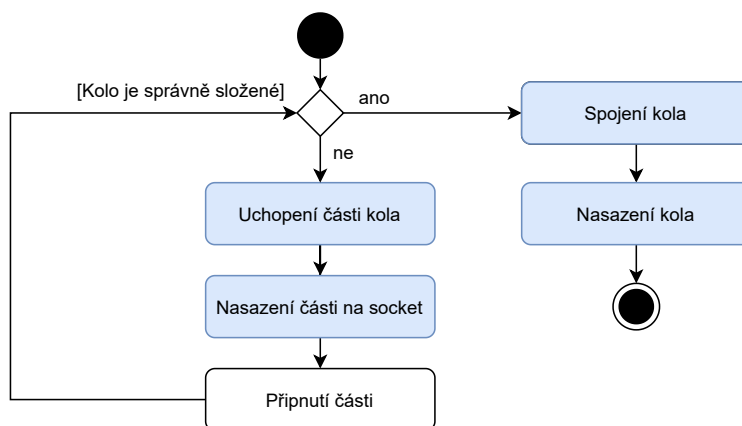 [Kolo je správně složené]
ano
Spojení kola
ne
Uchopení části kola
Nasazení kola
Nasazení části na socket
Připnutí části